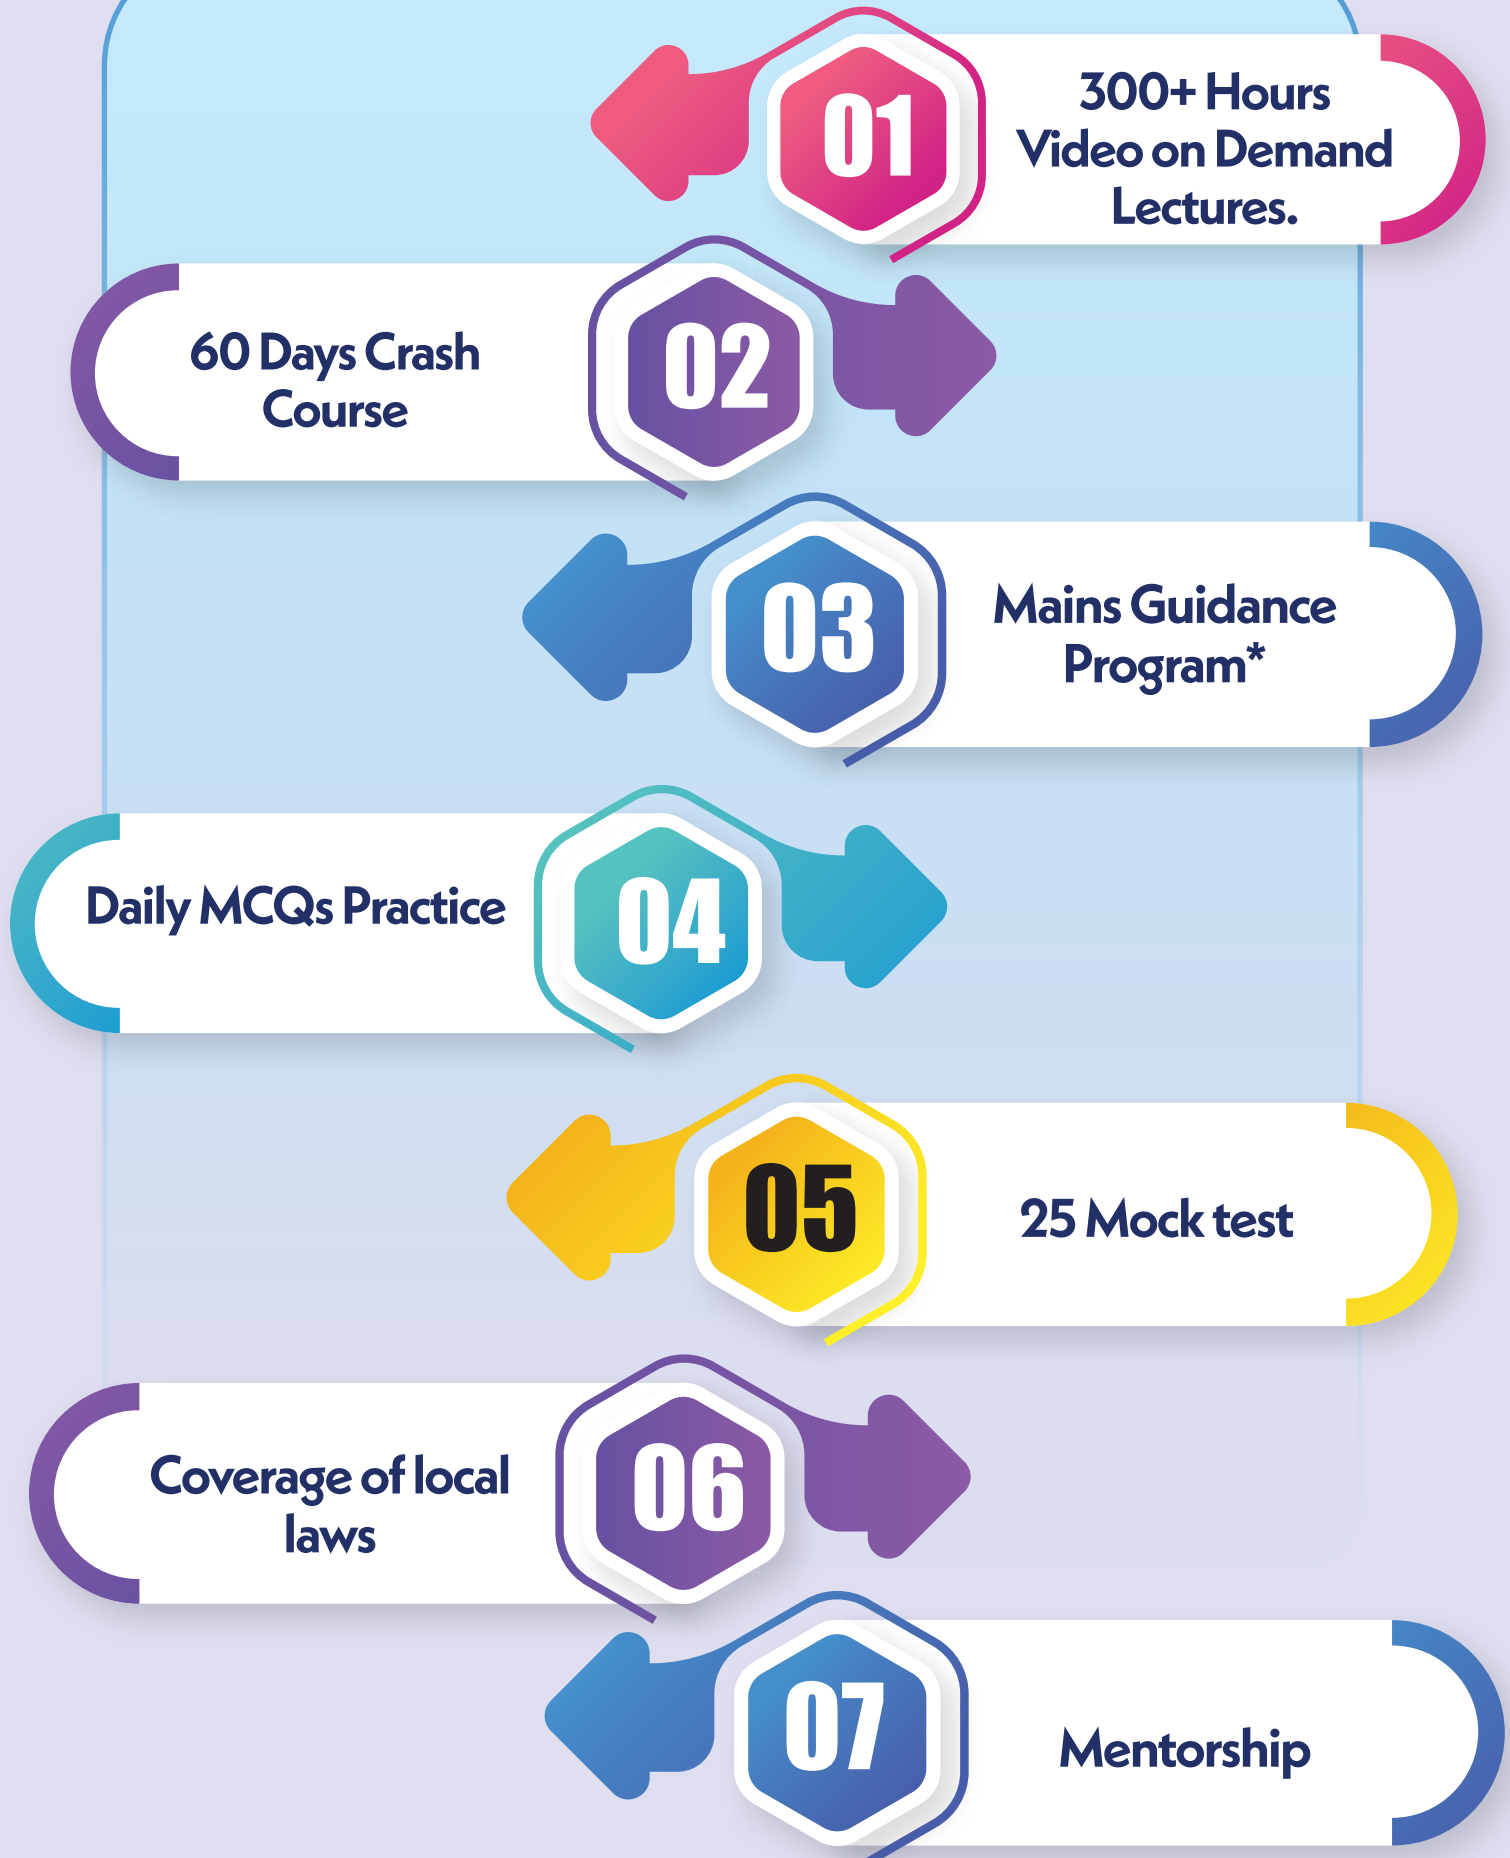 01
300+ Hours
Video on Demand
Lectures.
02
60 Days Crash
Course
03
Mains Guidance
Program*
04
Daily MCQs Practice
05
25 Mock test
06
Coverage of local
laws
07
Mentorship